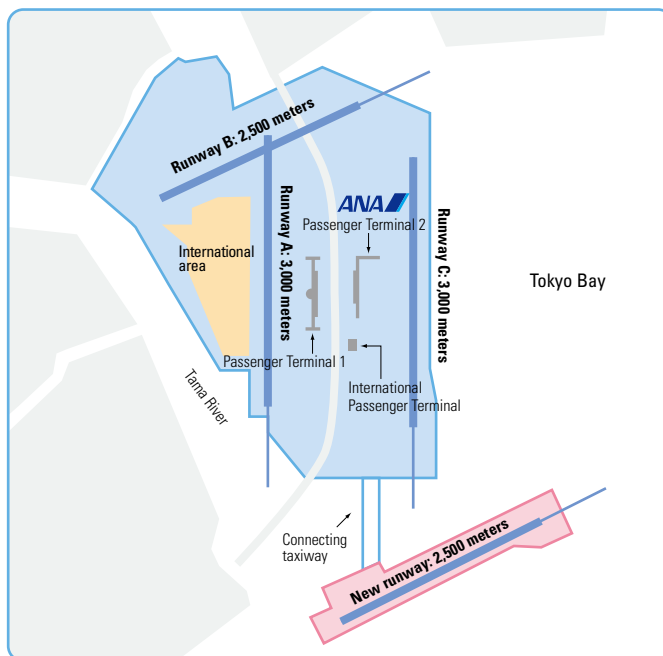 Runway B: 2,500 meters
ANA
Passenger Terminal 2
International
area
Runway A: 3,000 meters
Runway C: 3,000 meters
Tokyo Bay
Passenger Terminal 1
International
Passenger Terminal
Tama River
Connecting
taxiway
New runway: 2,500 meters